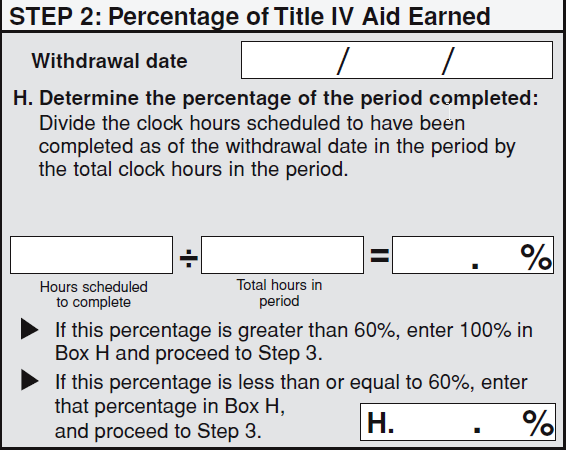 STEP 2: Percentage of Title IV Aid Earned
Withdrawal date / /
H. Determine the percentage of the period completed:
Divide the clock hours scheduled to have been
completed as of the withdrawal date in the period by
the total clock hours in the period.
÷ = . %
Hours scheduled to complete
Total hours in period
▶ If this percentage is greater than 60%, enter 100% in
Box H and proceed to Step 3.
▶ If this percentage is less than or equal to 60%, enter
that percentage in Box H,
and proceed to Step 3.
H. . %